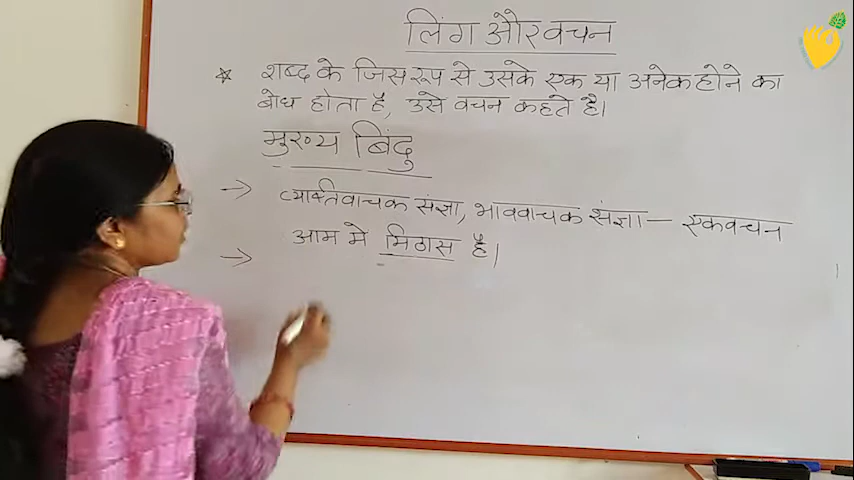 लिंग और वचन
☆ शब्द के जिस रूप से उसके एक या अनेक होने का
बोध होता है, उसे वचन कहते है।
मुख्य बिंदु
→ व्यक्तिवाचक संज्ञा, भाववाचक संज्ञा — एकवचन
आम मे मिठास है।
→